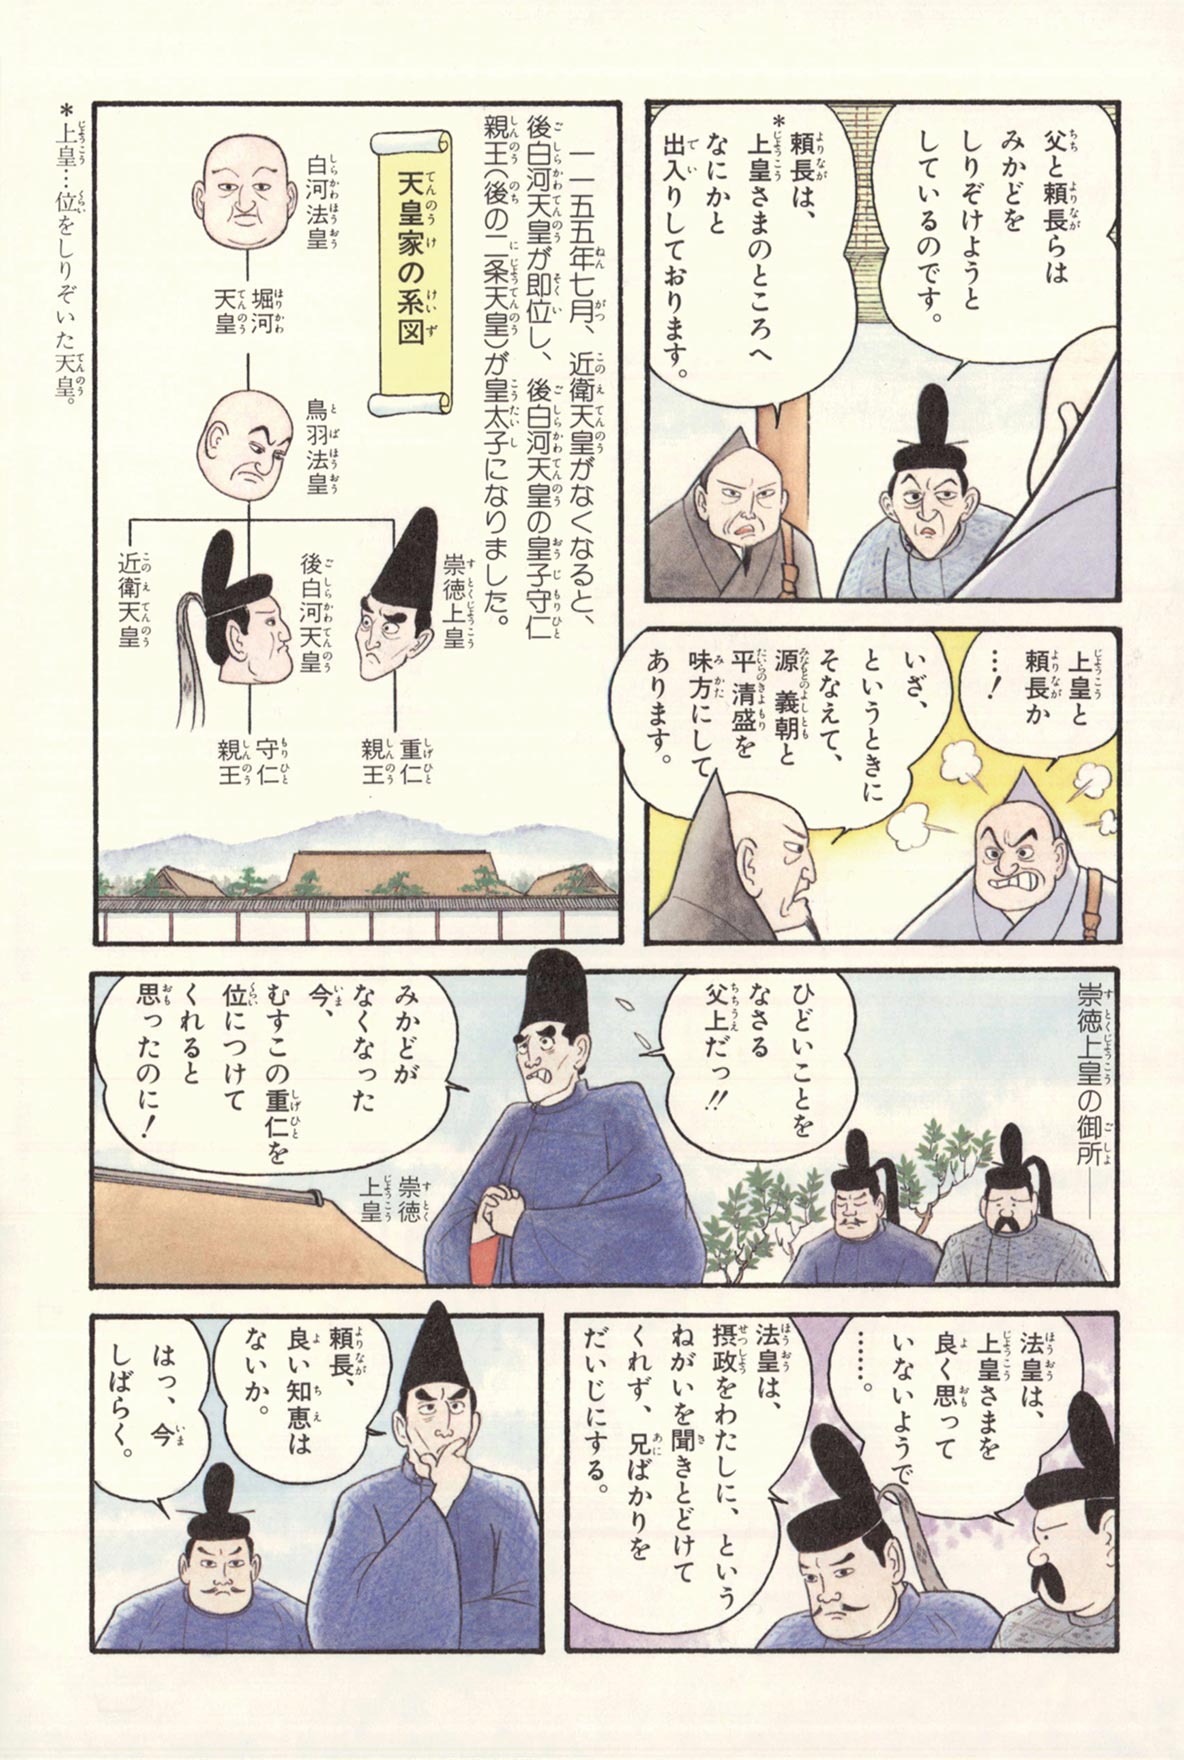 父と頼長らは
みかどを
しりぞけようと
しているのです。
頼長は、
*上皇さまのところへ
なにかと
出入りしております。
上皇と
頼長か
…！
いざ、
というときに
そなえて、
源義朝と
平清盛を
味方にして
あります。
一一五五年七月、近衛天皇がなくなると、
後白河天皇が即位し、後白河天皇の皇子守仁
親王（後の二条天皇）が皇太子になりました。
天皇家の系図
白河法皇
堀河
天皇
鳥羽法皇
崇徳上皇
後白河天皇
近衛天皇
重仁
親王
守仁
親王
*上皇…位をしりぞいた天皇。
崇徳上皇の御所――
ひどいことを
なさる
父上だっ!!
みかどが
なくなった
今、
むすこの重仁を
位につけて
くれると
思ったのに！
崇徳
上皇
法皇は、
上皇さまを
良く思って
いないようで
……。
法皇は、
摂政をわたしに、という
ねがいを聞きとどけて
くれず、兄ばかりを
だいじにする。
頼長、
良い知恵は
ないか。
はっ、今
しばらく。